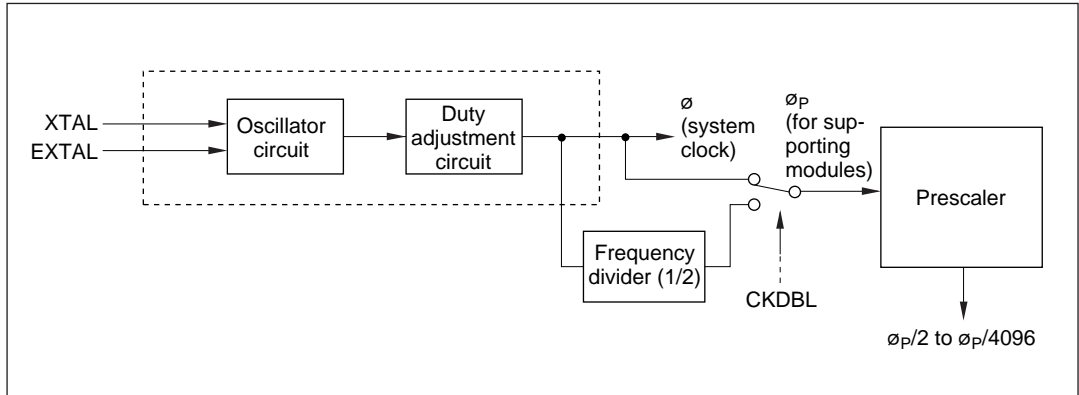 XTAL
EXTAL
Oscillator
circuit
Duty
adjustment
circuit
ø
(system
clock)
øP
(for sup-
porting
modules)
Prescaler
Frequency
divider (1/2)
CKDBL
øP/2 to øP/4096